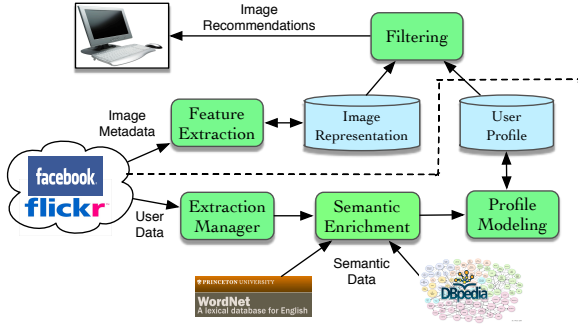 Image
Recommendations
Filtering
Image
Metadata
Feature
Extraction
Image
Representation
User
Profile
facebook
flickr
User
Data
Extraction
Manager
Semantic
Enrichment
Profile
Modeling
Semantic
Data
PRINCETON UNIVERSITY
WordNet
A lexical database for English
DBpedia